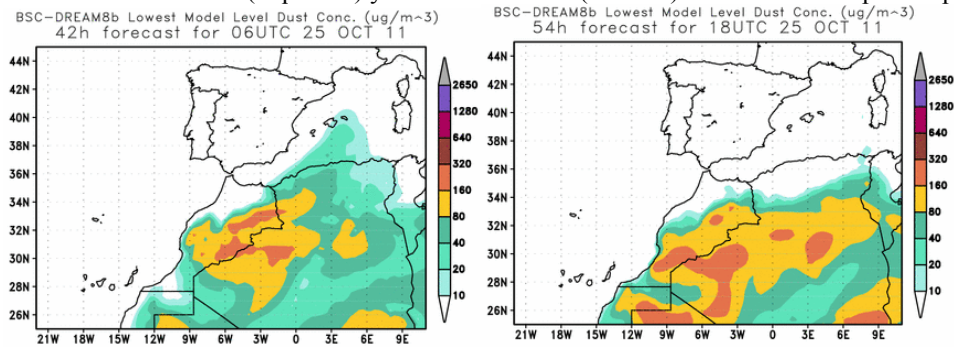 BSC-DREAM8b Lowest Model Level Dust Conc. (ug/m^3)
42h forecast for 06UTC 25 OCT 11
44N
42N
40N
38N
36N
34N
32N
30N
28N
26N
21W 18W 15W 12W 9W 6W 3W 0 3E 6E 9E
2650
1280
640
320
160
80
40
20
10
BSC-DREAM8b Lowest Model Level Dust Conc. (ug/m^3)
54h forecast for 18UTC 25 OCT 11
44N
42N
40N
38N
36N
34N
32N
30N
28N
26N
21W 18W 15W 12W 9W 6W 3W 0 3E 6E 9E
2650
1280
640
320
160
80
40
20
10